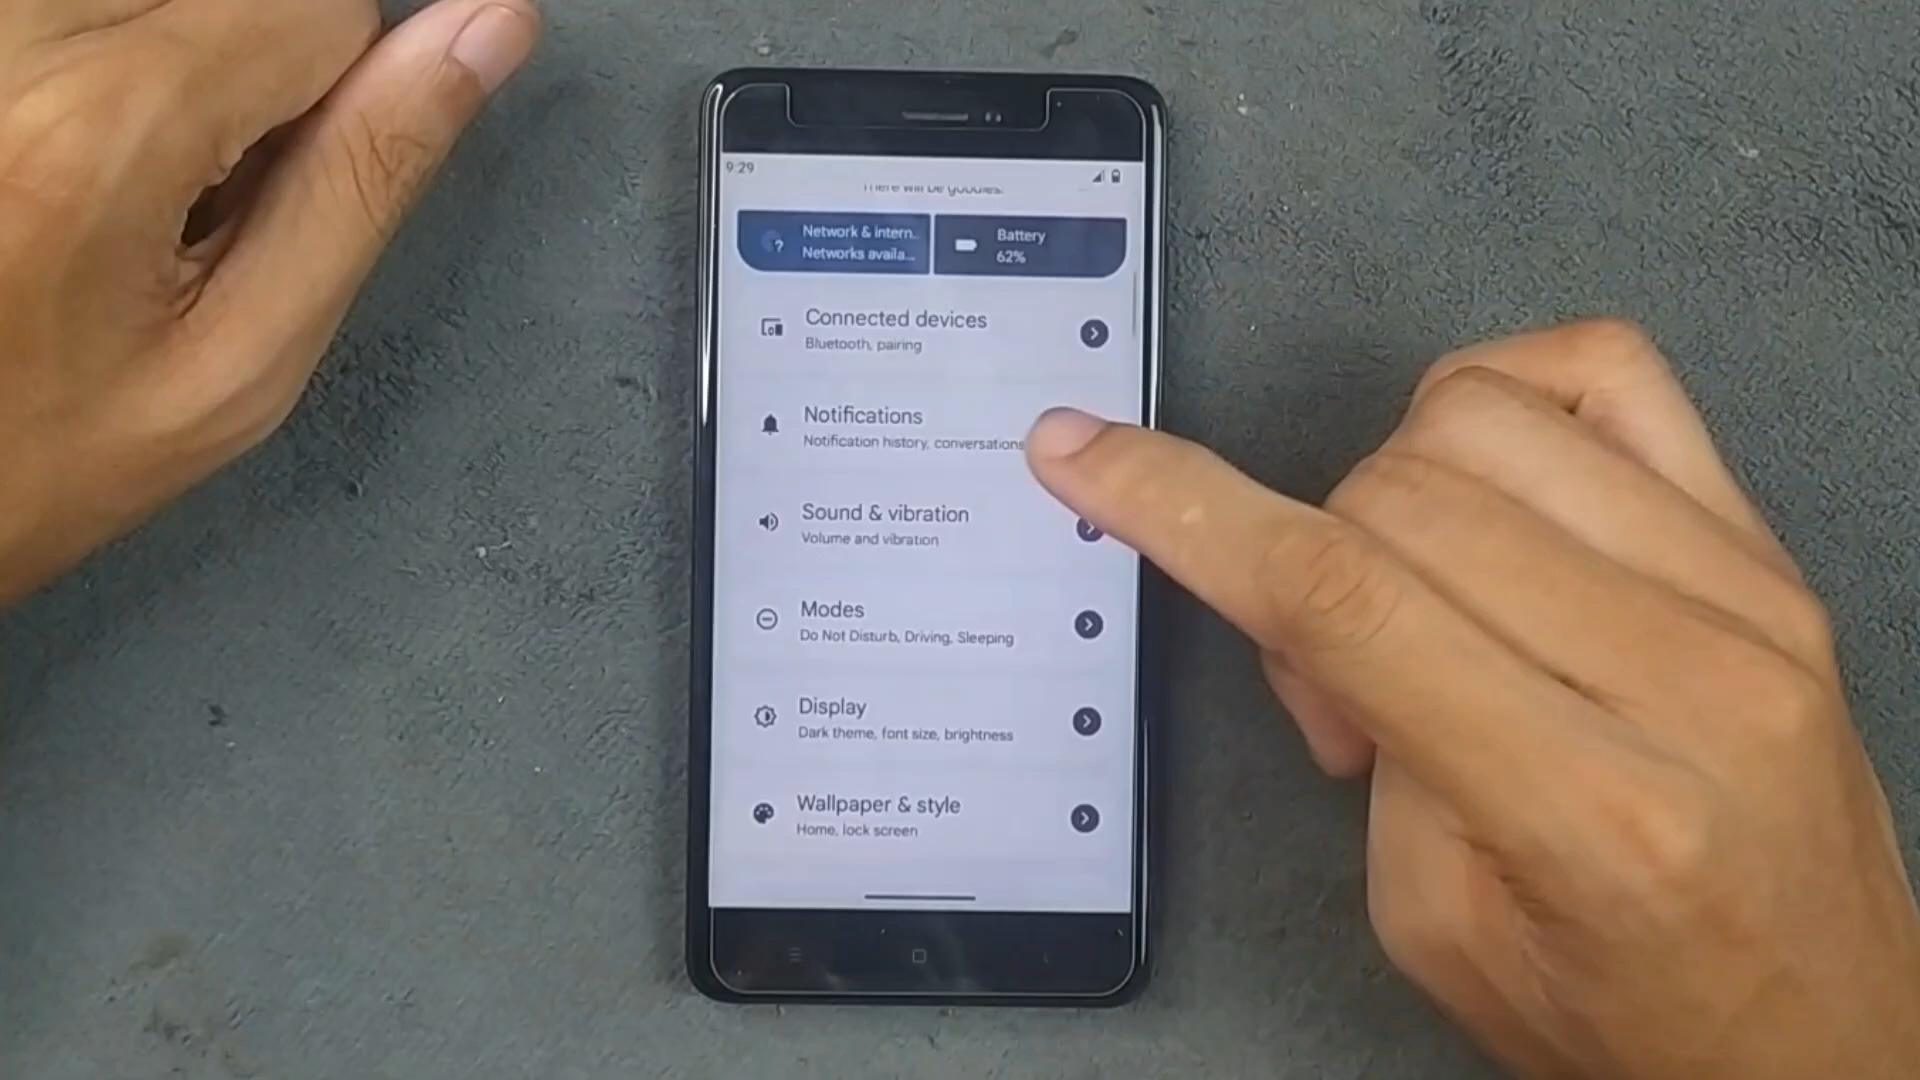 9:29
There will be goodies.
Network & intern..
Networks availa...
Battery
62%
Connected devices
Bluetooth, pairing
Notifications
Notification history, conversations
Sound & vibration
Volume and vibration
Modes
Do Not Disturb, Driving, Sleeping
Display
Dark theme, font size, brightness
Wallpaper & style
Home, lock screen